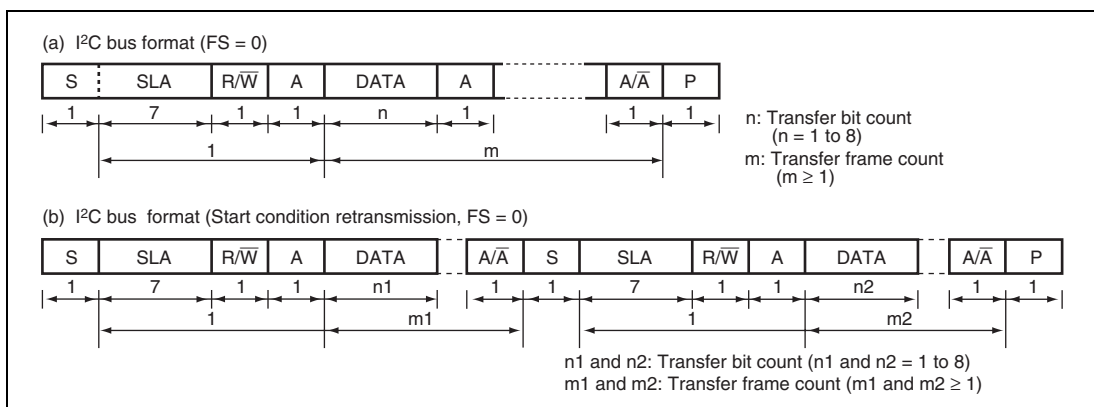 (a) I²C bus format (FS = 0)
S SLA R/W̅ A DATA A A/A̅ P
1 7 1 1 n 1 1 1
1 m
n: Transfer bit count
(n = 1 to 8)
m: Transfer frame count
(m ≥ 1)
(b) I²C bus format (Start condition retransmission, FS = 0)
S SLA R/W̅ A DATA A/A̅ S SLA R/W̅ A DATA A/A̅ P
1 7 1 1 n1 1 1 7 1 1 n2 1 1
1 m1 1 m2
n1 and n2: Transfer bit count (n1 and n2 = 1 to 8)
m1 and m2: Transfer frame count (m1 and m2 ≥ 1)